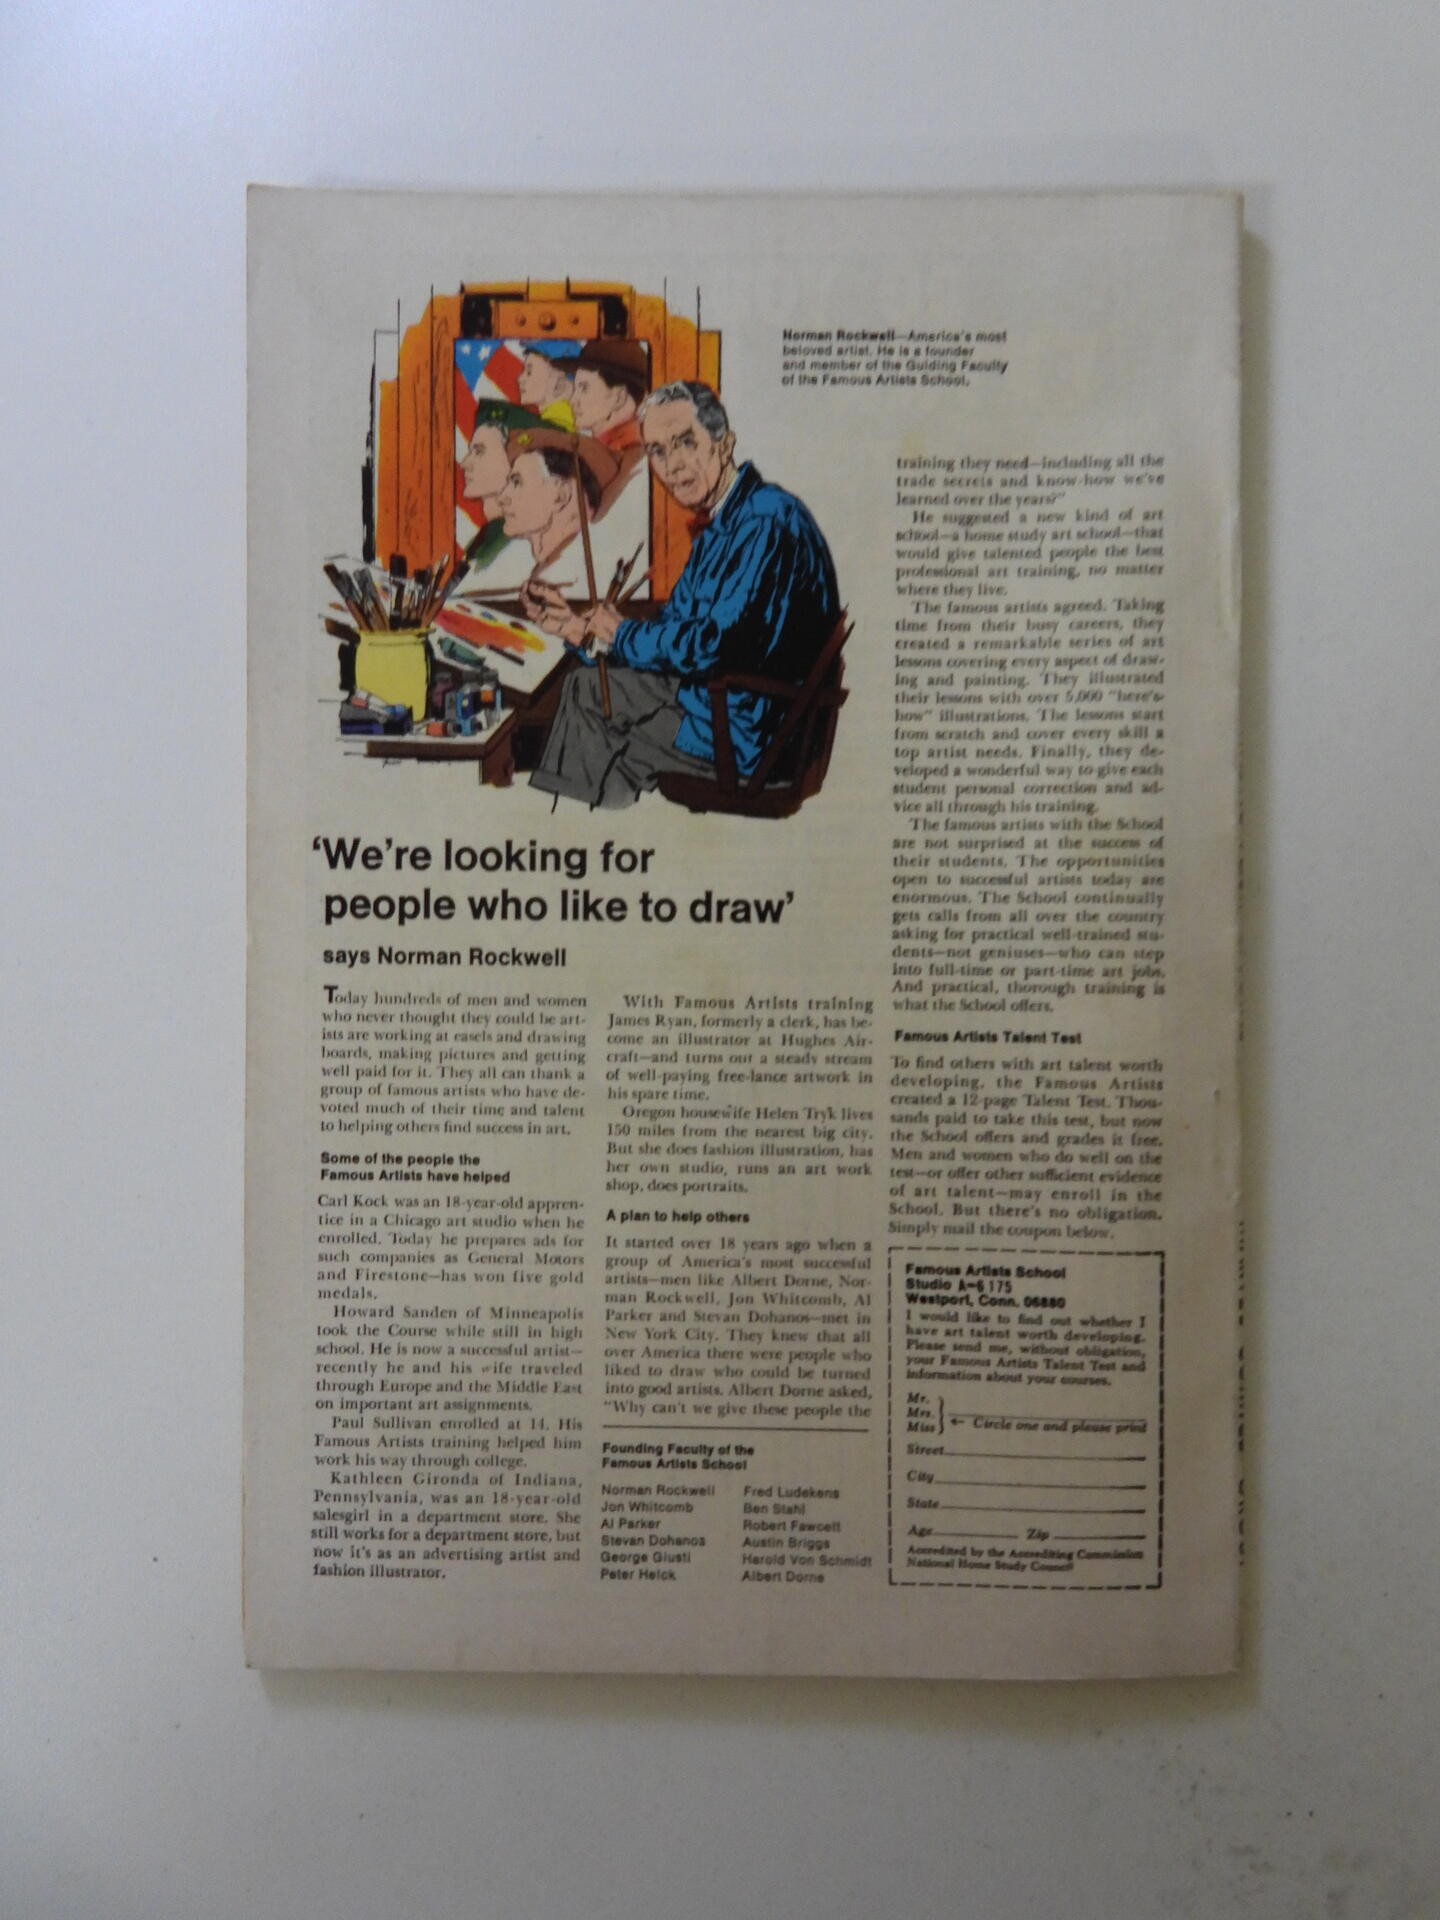 Norman Rockwell—America's most
beloved artist. He is a founder
and member of the Guiding Faculty
of the Famous Artists School.
'We're looking for
people who like to draw'
says Norman Rockwell
Today hundreds of men and women
who never thought they could be art-
ists are working at easels and drawing
boards, making pictures and getting
well paid for it. They all can thank a
group of famous artists who have de-
voted much of their time and talent
to helping others find success in art.
Some of the people the
Famous Artists have helped
Carl Kock was an 18-year-old appren-
tice in a Chicago art studio when he
enrolled. Today he prepares ads for
such companies as General Motors
and Firestone—has won five gold
medals.
Howard Sanden of Minneapolis
took the Course while still in high
school. He is now a successful artist—
recently he and his wife traveled
through Europe and the Middle East
on important art assignments.
Paul Sullivan enrolled at 14. His
Famous Artists training helped him
work his way through college.
Kathleen Gironda of Indiana,
Pennsylvania, was an 18-year-old
salesgirl in a department store. She
still works for a department store, but
now it's as an advertising artist and
fashion illustrator.
With Famous Artists training
James Ryan, formerly a clerk, has be-
come an illustrator at Hughes Air-
craft—and turns out a steady stream
of well-paying free-lance artwork in
his spare time.
Oregon housewife Helen Tryk lives
150 miles from the nearest big city.
But she does fashion illustration, has
her own studio, runs an art work
shop, does portraits.
A plan to help others
It started over 18 years ago when a
group of America's most successful
artists—men like Albert Dorne, Nor-
man Rockwell, Jon Whitcomb, Al
Parker and Stevan Dohanos—met in
New York City. They knew that all
over America there were people who
liked to draw who could be turned
into good artists. Albert Dorne asked,
"Why can't we give these people the
training they need—including all the
trade secrets and know-how we've
learned over the years?"
He suggested a new kind of art
school—a home study art school—that
would give talented people the best
professional art training, no matter
where they live.
The famous artists agreed. Taking
time from their busy careers, they
created a remarkable series of art
lessons covering every aspect of draw-
ing and painting. They illustrated
their lessons with over 5,000 "here's-
how" illustrations. The lessons start
from scratch and cover every skill a
top artist needs. Finally, they de-
veloped a wonderful way to give each
student personal correction and ad-
vice all through his training.
The famous artists with the School
are not surprised at the success of
their students. The opportunities
open to successful artists today are
enormous. The School continually
gets calls from all over the country
asking for practical well-trained stu-
dents—not geniuses—who can step
into full-time or part-time art jobs.
And practical, thorough training is
what the School offers.
Famous Artists Talent Test
To find others with art talent worth
developing, the Famous Artists
created a 12-page Talent Test. Thou-
sands paid to take this test, but now
the School offers and grades it free.
Men and women who do well on the
test—or offer other sufficient evidence
of art talent—may enroll in the
School. But there's no obligation.
Simply mail the coupon below.
Founding Faculty of the
Famous Artists School
Norman Rockwell
Jon Whitcomb
Al Parker
Stevan Dohanos
George Giusti
Peter Helck
Fred Ludekens
Ben Stahl
Robert Fawcett
Austin Briggs
Harold Von Schmidt
Albert Dorne
Famous Artists School
Studio A-6175
Westport, Conn. 06880
I would like to find out whether I
have art talent worth developing.
Please send me, without obligation,
your Famous Artists Talent Test and
information about your courses.
Mr.
Mrs.
Miss
← Circle one and please print
Street
City
State
Age Zip
Accredited by the Accrediting Commission
National Home Study Council